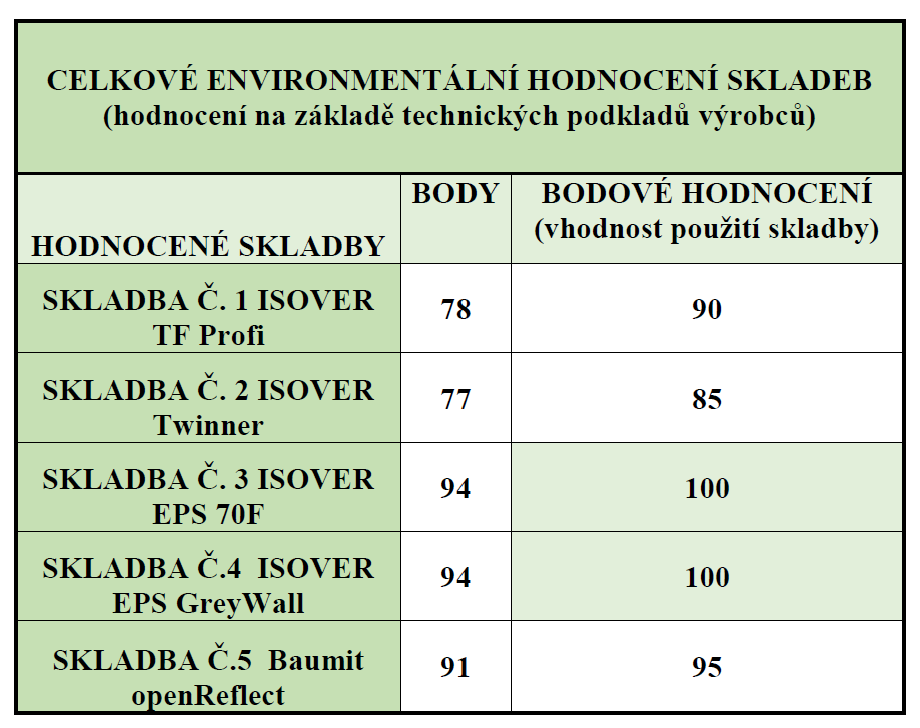 CELKOVÉ ENVIRONMENTÁLNÍ HODNOCENÍ SKLADEB
(hodnocení na základě technických podkladů výrobců)
HODNOCENÉ SKLADBY
BODY
BODOVÉ HODNOCENÍ
(vhodnost použití skladby)
SKLADBA Č. 1 ISOVER
TF Profi
78
90
SKLADBA Č. 2 ISOVER
Twinner
77
85
SKLADBA Č. 3 ISOVER
EPS 70F
94
100
SKLADBA Č.4 ISOVER
EPS GreyWall
94
100
SKLADBA Č.5 Baumit
openReflect
91
95